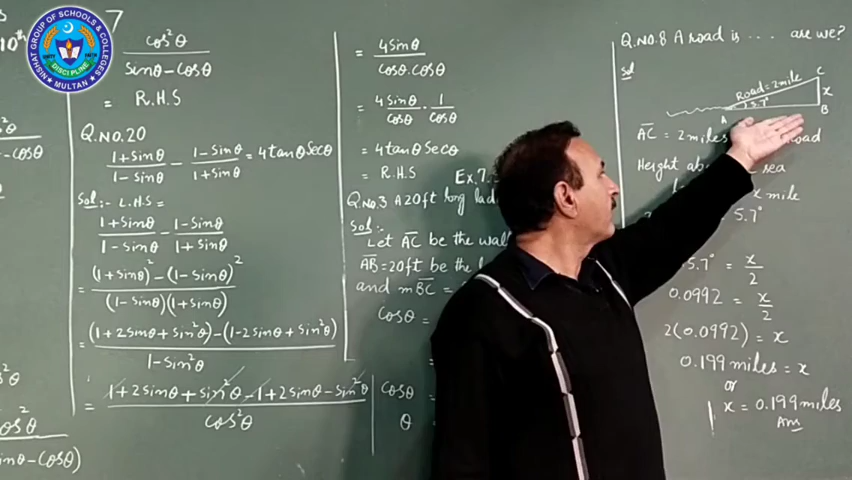 NISHAT GROUP OF SCHOOLS & COLLEGES
DISCIPLINE
MULTAN
10th
7
cos²θ
Sinθ-cosθ
= R.H.S
Q.NO.20
1+sinθ/1-sinθ - 1-sinθ/1+sinθ = 4tanθ secθ
Sol:- L.H.S =
1+sinθ/1-sinθ - 1-sinθ/1+sinθ
= (1+sinθ)² - (1-sinθ)² / (1-sinθ)(1+sinθ)
= (1+2sinθ+sin²θ)-(1-2sinθ+sin²θ) / 1-sin²θ
= 1+2sinθ+sin²θ-1+2sinθ-sin²θ / cos²θ
= 4sinθ / cosθ.cosθ
= 4sinθ/cosθ . 1/cosθ
= 4tanθ secθ
= R.H.S
Ex.7.
Q.NO.3 A 20ft long
Sol:-
Let AC be the wall
AB=20ft be the
and mBC =
cosθ =
cosθ
θ =
Q.NO.8 A road is .... are we?
Sol
Road=2mile
5.7°
A
B
C
x
AC = 2miles
road
Height
sea
x mile
5.7°
5.7° = x/2
0.0992 = x/2
2(0.0992) = x
0.199 miles = x
or
x = 0.199 miles
Ans